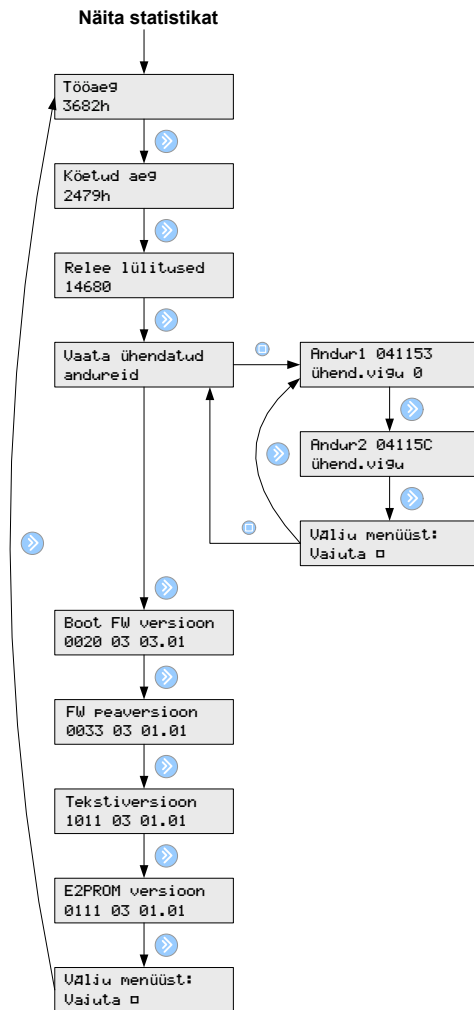 Näita statistikat
Tööaeg
3682h
Köetud aeg
2479h
Relee lülitused
14680
Vaata ühendatud
andureid
Andur1 041153
ühend.vigu 0
Andur2 04115C
ühend.vigu
Välju menüüst:
Vajuta □
Boot FW versioon
0020 03 03.01
FW peaversioon
0033 03 01.01
Tekstiversioon
1011 03 01.01
E2PROM versioon
0111 03 01.01
Välju menüüst:
Vajuta □